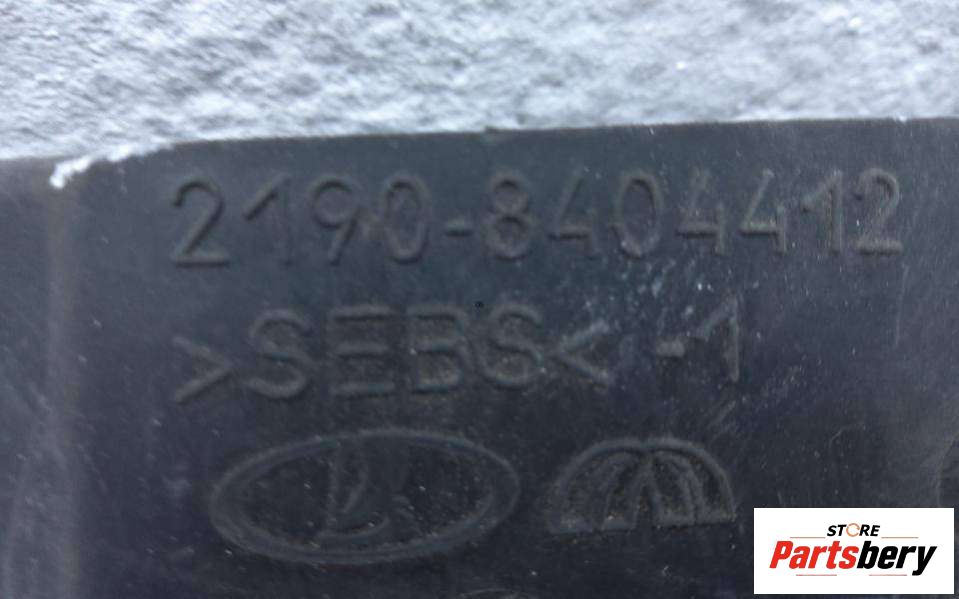 2190-8404412
>SEBS< -1
STORE
Partsbery